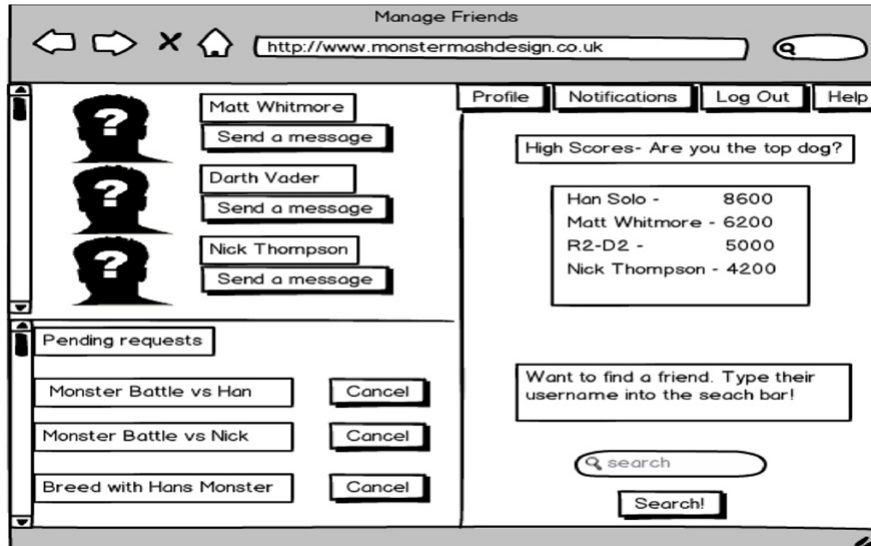 Manage Friends
http://www.monstermashdesign.co.uk
Profile
Notifications
Log Out
Help
Matt Whitmore
Send a message
Darth Vader
Send a message
Nick Thompson
Send a message
High Scores- Are you the top dog?
Han Solo - 8600
Matt Whitmore - 6200
R2-D2 - 5000
Nick Thompson - 4200
Pending requests
Monster Battle vs Han Cancel
Monster Battle vs Nick Cancel
Breed with Hans Monster Cancel
Want to find a friend. Type their
username into the seach bar!
search
Search!